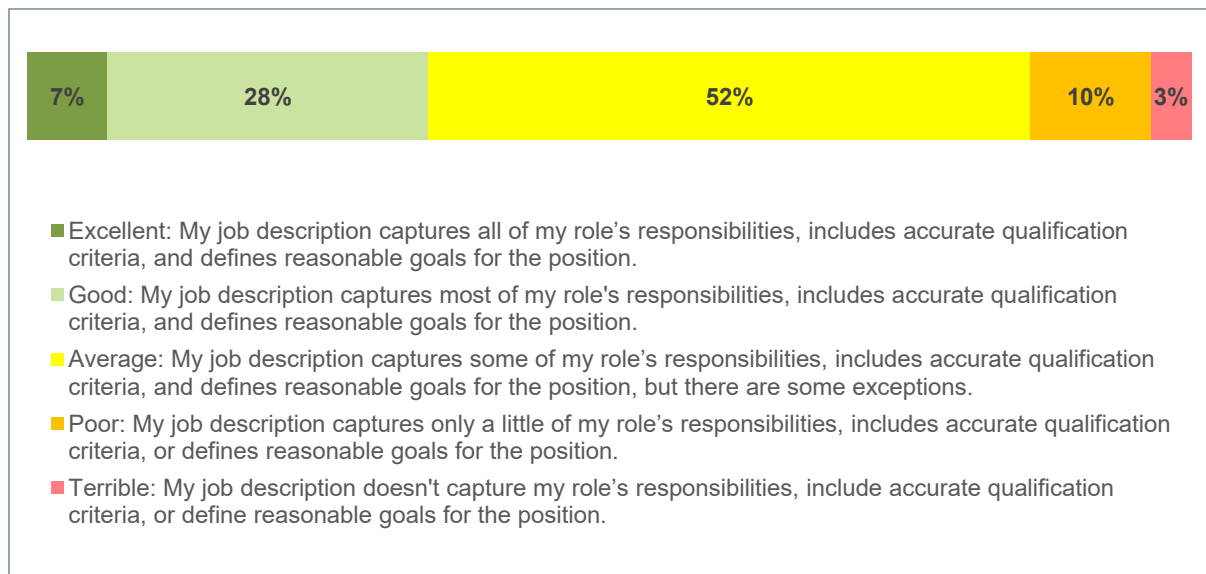 7% 28% 52% 10% 3%
Excellent: My job description captures all of my role’s responsibilities, includes accurate qualification
criteria, and defines reasonable goals for the position.
Good: My job description captures most of my role's responsibilities, includes accurate qualification
criteria, and defines reasonable goals for the position.
Average: My job description captures some of my role’s responsibilities, includes accurate qualification
criteria, and defines reasonable goals for the position, but there are some exceptions.
Poor: My job description captures only a little of my role’s responsibilities, includes accurate qualification
criteria, or defines reasonable goals for the position.
Terrible: My job description doesn't capture my role’s responsibilities, include accurate qualification
criteria, or define reasonable goals for the position.